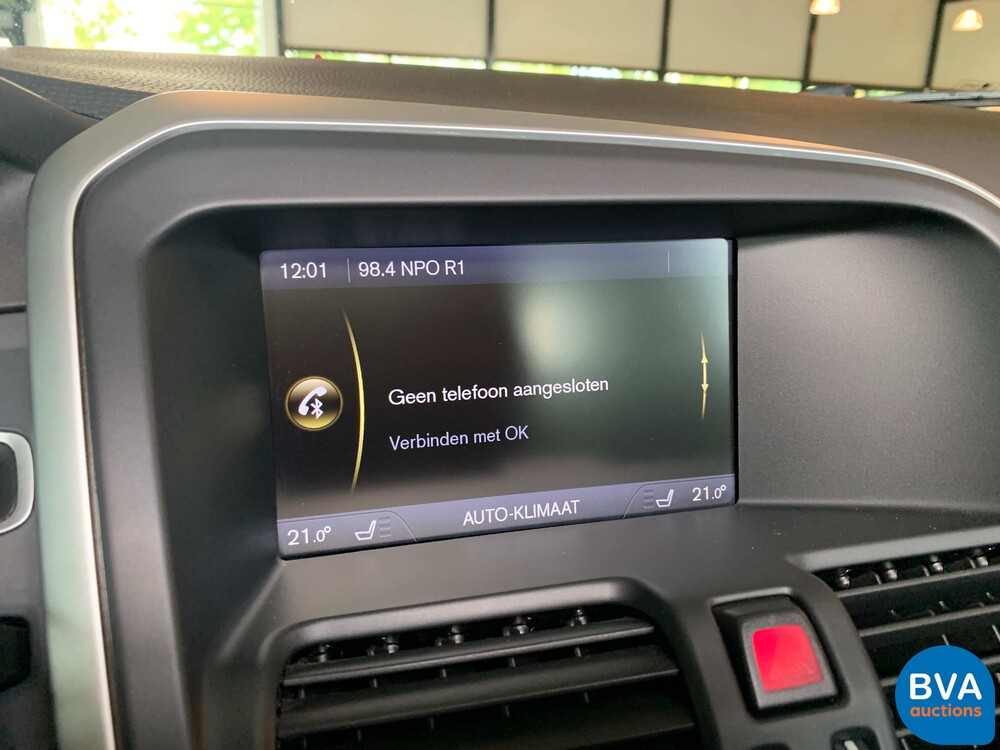 12:01 98.4 NPO R1
Geen telefoon aangesloten
Verbinden met OK
21.0° AUTO-KLIMAAT 21.0°
BVA
auctions